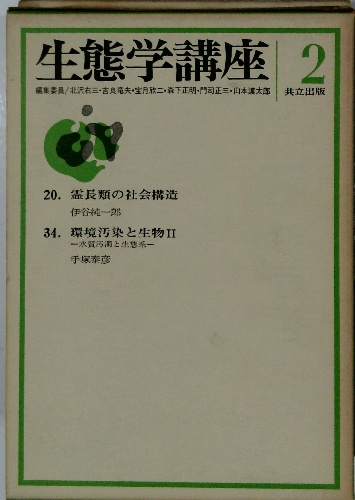 生態学講座 2
編集委員/北沢右三・吉良竜夫・宝月欣二・森下正明・門司正三・山本護太郎
共立出版
20. 霊長類の社会構造
伊谷純一郎
34. 環境汚染と生物II
―水質汚濁と生態系―
手塚泰彦